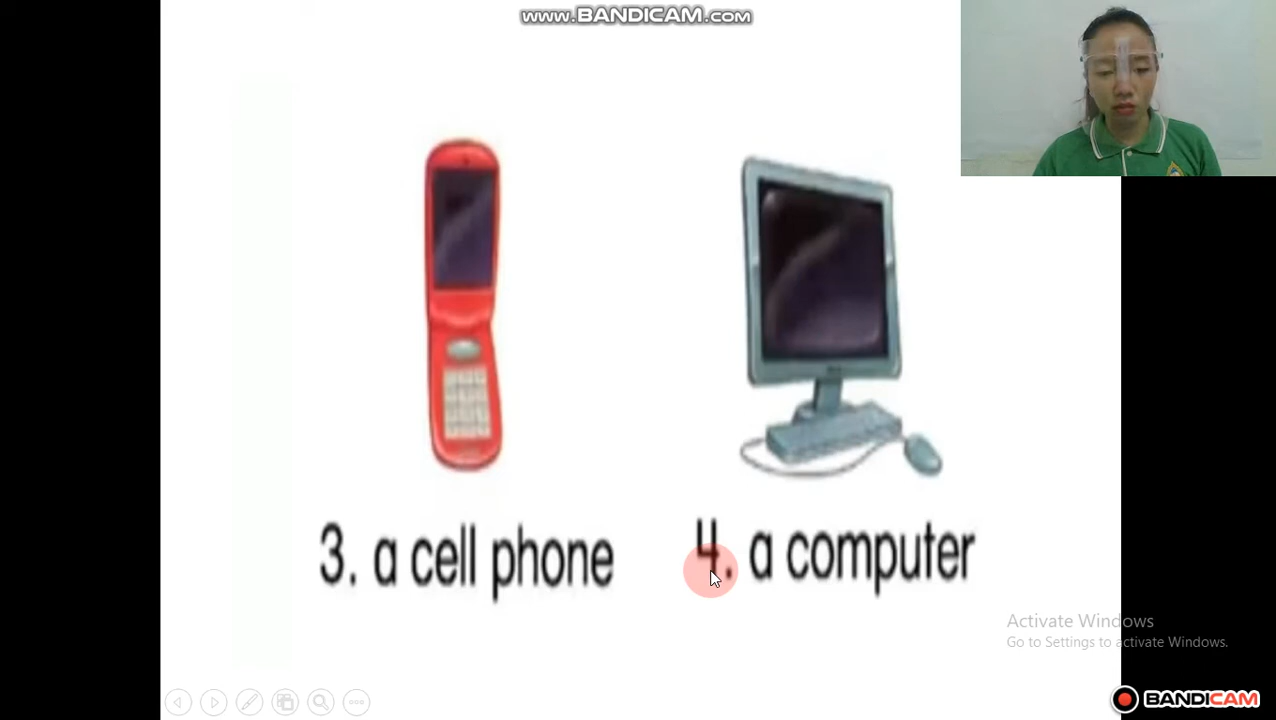 www.BANDICAM.com
3. a cell phone
4. a computer
Activate Windows
Go to Settings to activate Windows.
BANDICAM